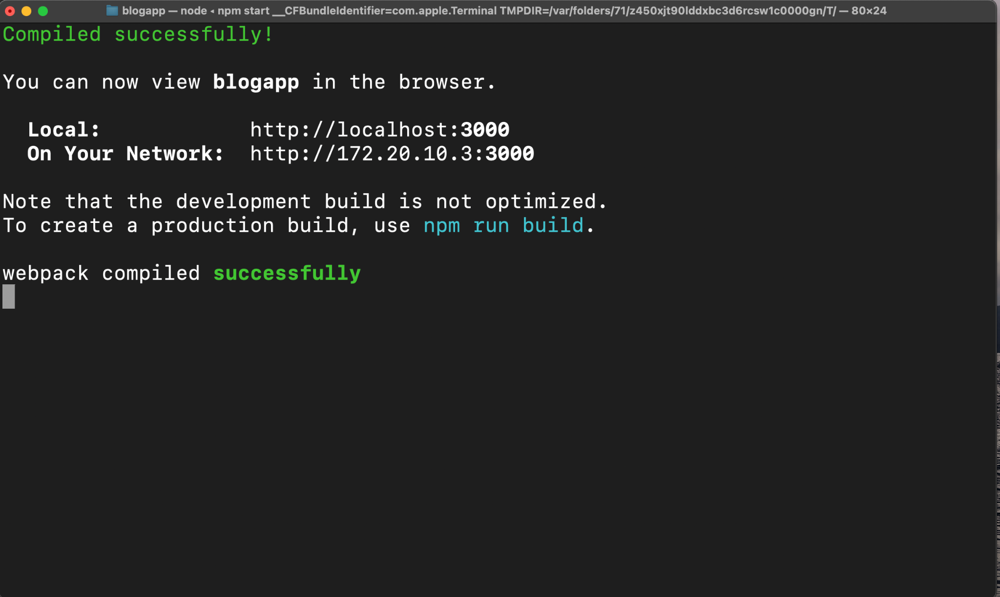 blogapp — node ◂ npm start __CFBundleIdentifier=com.apple.Terminal TMPDIR=/var/folders/71/z450xjt90lddxbc3d6rcsw1c0000gn/T/ — 80×24
Compiled successfully!
You can now view blogapp in the browser.
Local: http://localhost:3000
On Your Network: http://172.20.10.3:3000
Note that the development build is not optimized.
To create a production build, use npm run build.
webpack compiled successfully